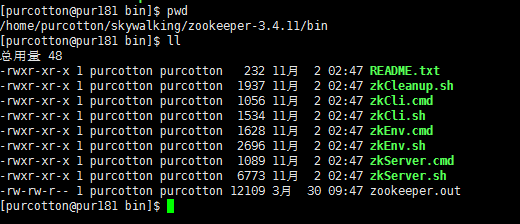 [purcotton@pur181 bin]$ pwd
/home/purcotton/skywalking/zookeeper-3.4.11/bin
[purcotton@pur181 bin]$ ll
总用量 48
-rwxr-xr-x 1 purcotton purcotton   232 11月  2 02:47 README.txt
-rwxr-xr-x 1 purcotton purcotton  1937 11月  2 02:47 zkCleanup.sh
-rwxr-xr-x 1 purcotton purcotton  1056 11月  2 02:47 zkCli.cmd
-rwxr-xr-x 1 purcotton purcotton  1534 11月  2 02:47 zkCli.sh
-rwxr-xr-x 1 purcotton purcotton  1628 11月  2 02:47 zkEnv.cmd
-rwxr-xr-x 1 purcotton purcotton  2696 11月  2 02:47 zkEnv.sh
-rwxr-xr-x 1 purcotton purcotton  1089 11月  2 02:47 zkServer.cmd
-rwxr-xr-x 1 purcotton purcotton  6773 11月  2 02:47 zkServer.sh
-rw-rw-r-- 1 purcotton purcotton 12109 3月  30 09:47 zookeeper.out
[purcotton@pur181 bin]$